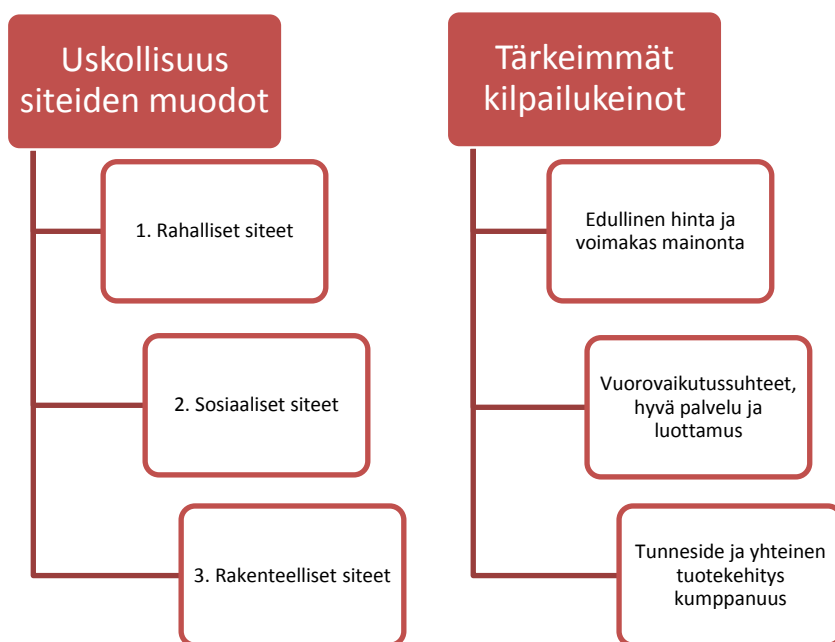 Uskollisuus
siteiden muodot
1. Rahalliset siteet
2. Sosiaaliset siteet
3. Rakenteelliset siteet
Tärkeimmät
kilpailukeinot
Edullinen hinta ja
voimakas mainonta
Vuorovaikutussuhteet,
hyvä palvelu ja
luottamus
Tunneside ja yhteinen
tuotekehitys
kumppanuus